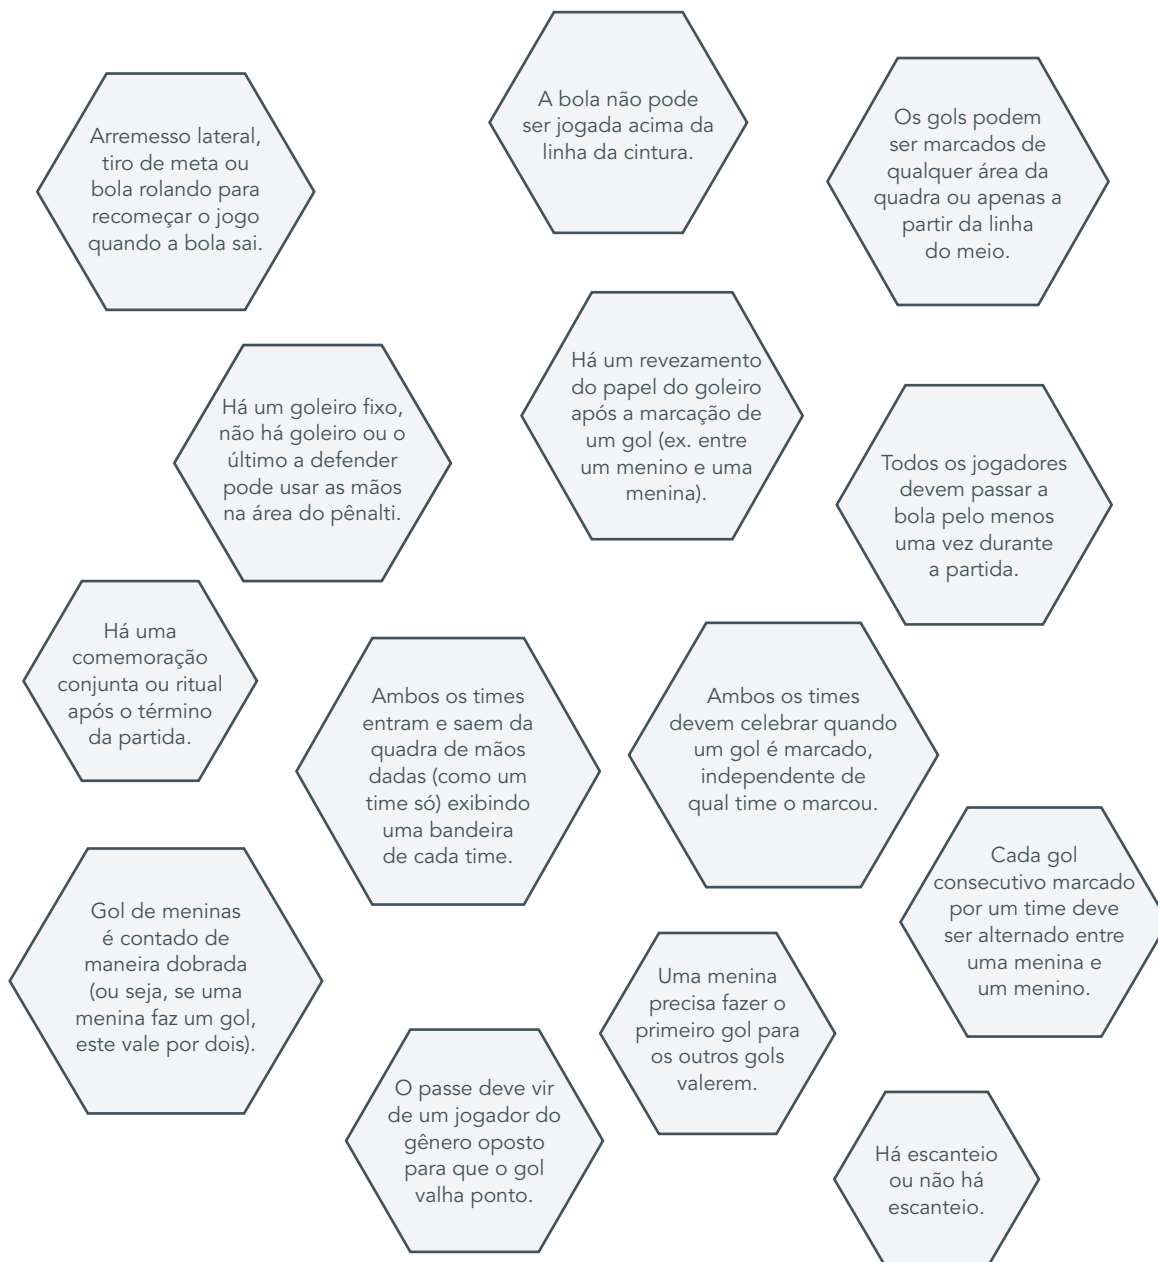 A bola não pode
ser jogada acima da
linha da cintura.
Arremesso lateral,
tiro de meta ou
bola rolando para
recomeçar o jogo
quando a bola sai.
Os gols podem
ser marcados de
qualquer área da
quadra ou apenas a
partir da linha
do meio.
Há um goleiro fixo,
não há goleiro ou o
último a defender
pode usar as mãos
na área do pênalti.
Há um revezamento
do papel do goleiro
após a marcação de
um gol (ex. entre
um menino e uma
menina).
Todos os jogadores
devem passar a
bola pelo menos
uma vez durante
a partida.
Há uma
comemoração
conjunta ou ritual
após o término
da partida.
Ambos os times
entram e saem da
quadra de mãos
dadas (como um
time só) exibindo
uma bandeira
de cada time.
Ambos os times
devem celebrar quando
um gol é marcado,
independente de
qual time o marcou.
Cada gol
consecutivo marcado
por um time deve
ser alternado entre
uma menina e
um menino.
Gol de meninas
é contado de
maneira dobrada
(ou seja, se uma
menina faz um gol,
este vale por dois).
Uma menina
precisa fazer o
primeiro gol para
os outros gols
valerem.
O passe deve vir
de um jogador do
gênero oposto
para que o gol
valha ponto.
Há escanteio
ou não há
escanteio.